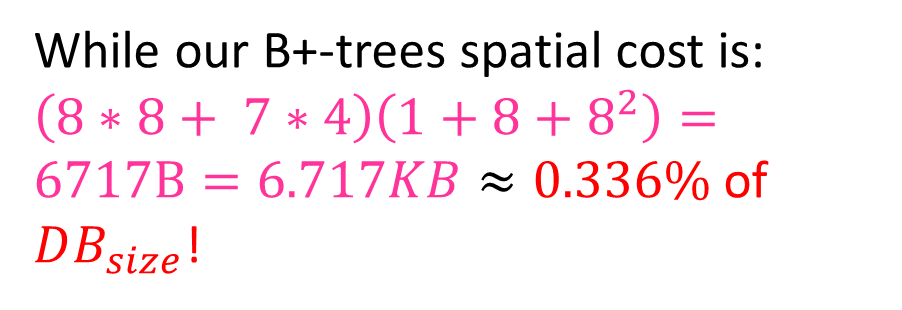 While our B+-trees spatial cost is:
(8 ∗ 8 + 7 ∗ 4)(1 + 8 + 8²) =
6717B = 6.717KB ≈ 0.336% of
DB_size!